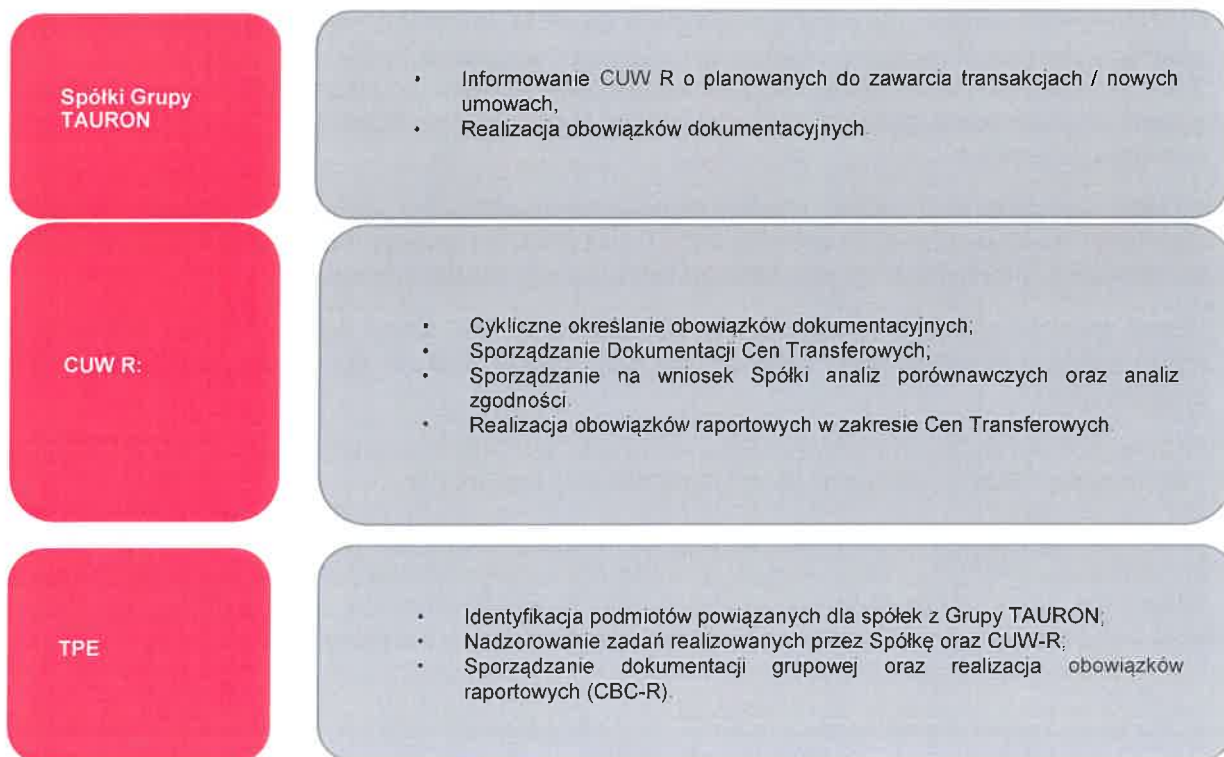 Spółki Grupy
TAURON
• Informowanie CUW R o planowanych do zawarcia transakcjach / nowych
umowach,
• Realizacja obowiązków dokumentacyjnych.
CUW R:
• Cykliczne określanie obowiązków dokumentacyjnych;
• Sporządzanie Dokumentacji Cen Transferowych;
• Sporządzanie na wniosek Spółki analiz porównawczych oraz analiz
zgodności.
• Realizacja obowiązków raportowych w zakresie Cen Transferowych
TPE
• Identyfikacja podmiotów powiązanych dla spółek z Grupy TAURON;
• Nadzorowanie zadań realizowanych przez Spółkę oraz CUW-R;
• Sporządzanie dokumentacji grupowej oraz realizacja obowiązków
raportowych (CBC-R).